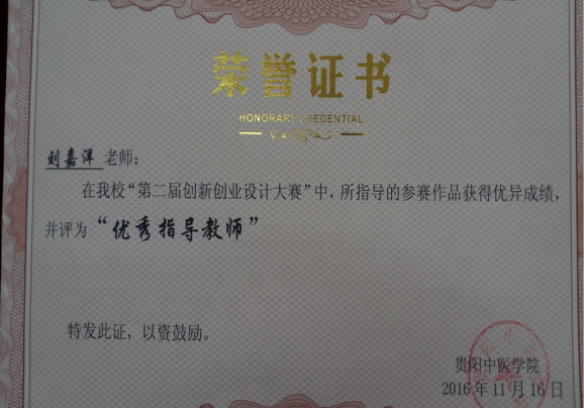 荣誉证书
HONORARY CREDENTIAL
刘嘉洋 老师：
在我校“第二届创新创业设计大赛”中，所指导的参赛作品获得优异成绩，
并评为“优秀指导教师”
特发此证，以资鼓励。
贵阳中医学院
2016年11月16日